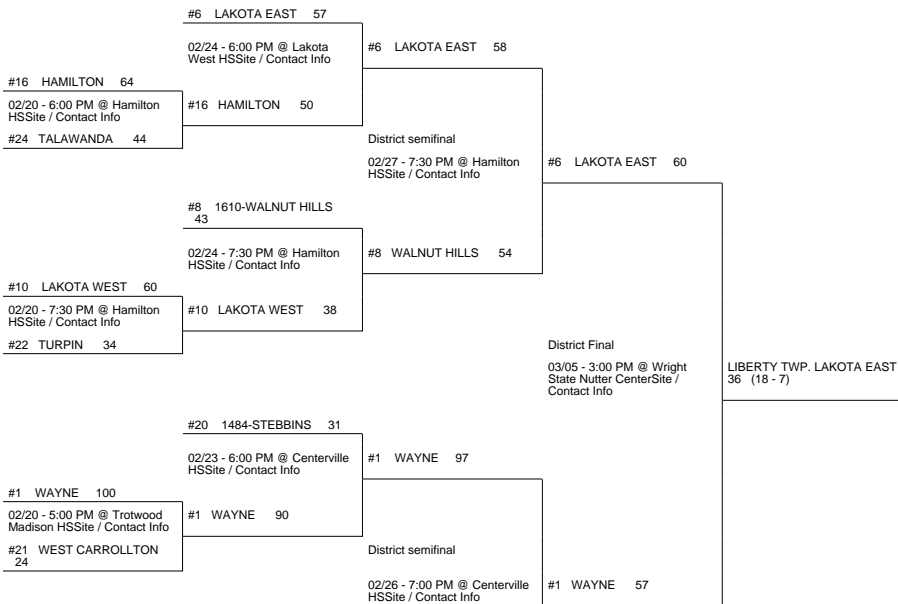 #6 LAKOTA EAST 57
02/24 - 6:00 PM @ Lakota
West HSSite / Contact Info
#6 LAKOTA EAST 58
#16 HAMILTON 64
02/20 - 6:00 PM @ Hamilton
HSSite / Contact Info
#16 HAMILTON 50
#24 TALAWANDA 44
District semifinal
02/27 - 7:30 PM @ Hamilton
HSSite / Contact Info
#6 LAKOTA EAST 60
#8 1610-WALNUT HILLS
43
02/24 - 7:30 PM @ Hamilton
HSSite / Contact Info
#8 WALNUT HILLS 54
#10 LAKOTA WEST 60
02/20 - 7:30 PM @ Hamilton
HSSite / Contact Info
#10 LAKOTA WEST 38
#22 TURPIN 34
District Final
03/05 - 3:00 PM @ Wright
State Nutter CenterSite /
Contact Info
LIBERTY TWP. LAKOTA EAST
36 (18 - 7)
#20 1484-STEBBINS 31
02/23 - 6:00 PM @ Centerville
HSSite / Contact Info
#1 WAYNE 97
#1 WAYNE 100
02/20 - 5:00 PM @ Trotwood
Madison HSSite / Contact Info
#1 WAYNE 90
#21 WEST CARROLLTON
24
District semifinal
02/26 - 7:00 PM @ Centerville
HSSite / Contact Info
#1 WAYNE 57